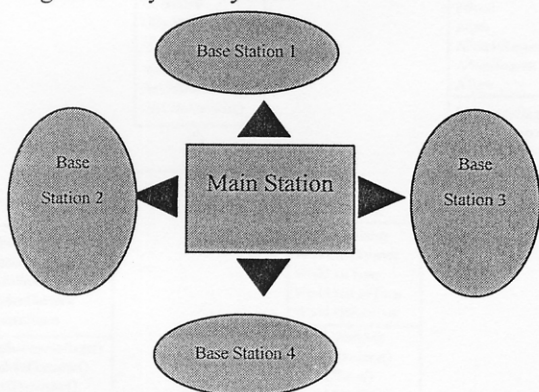 Base Station 1
Base
Station 2
Main Station
Base
Station 3
Base Station 4